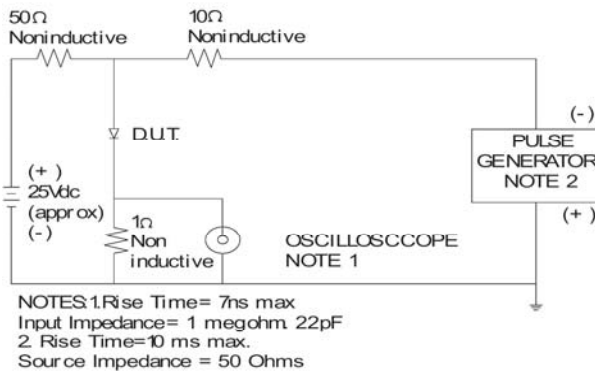 50Ω
Noninductive
10Ω
Noninductive
D.U.T.
(+)
25Vdc
(approx)
(-)
1Ω
Non
inductive
OSCILLOSCCOPE
NOTE 1
(-)
PULSE
GENERATOR
NOTE 2
(+)
NOTES:1.Rise Time= 7ns max
Input Impedance= 1 megohm. 22pF
2. Rise Time=10 ms max.
Source Impedance = 50 Ohms